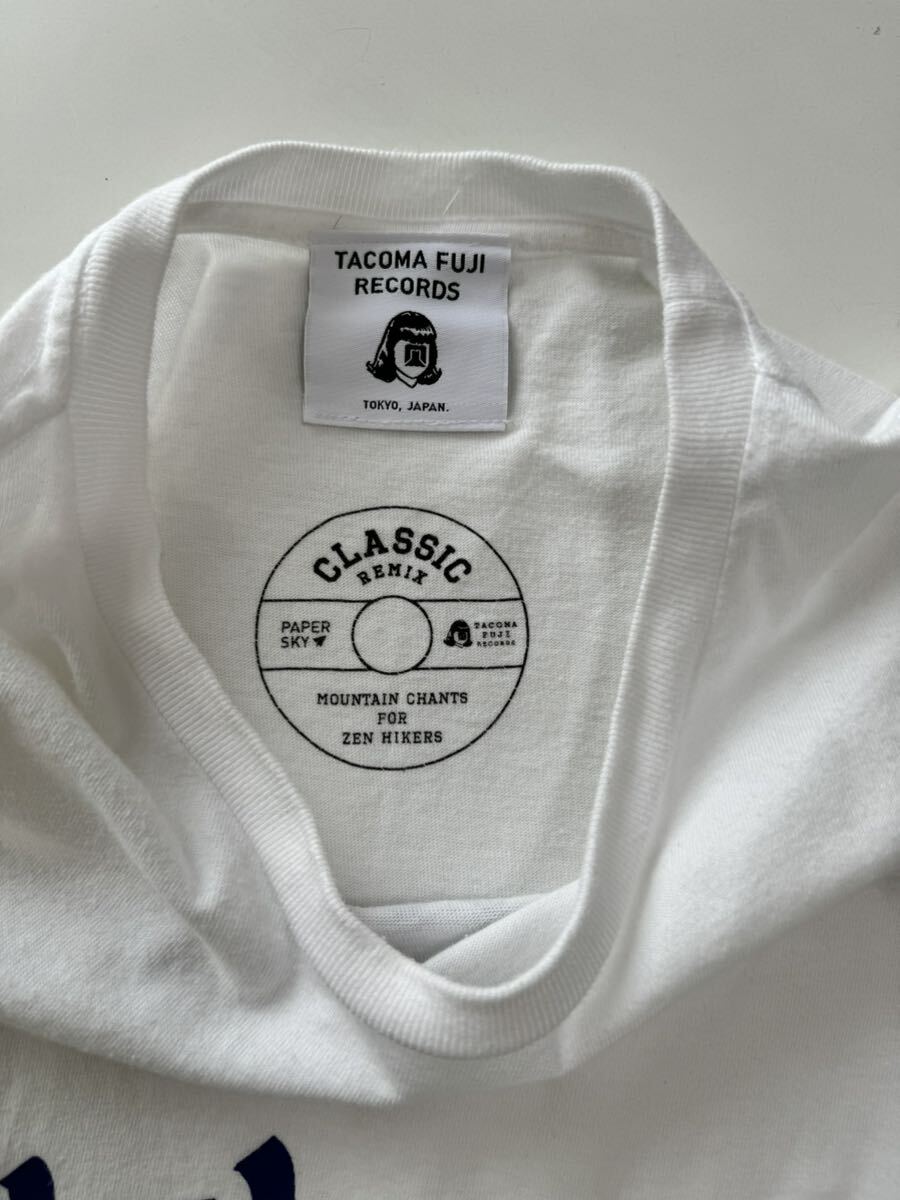 TACOMA FUJI
RECORDS
TOKYO, JAPAN.
CLASSIC
REMIX
PAPER
SKY
TACOMA
FUJI
RECORDS
MOUNTAIN CHANTS
FOR
ZEN HIKERS